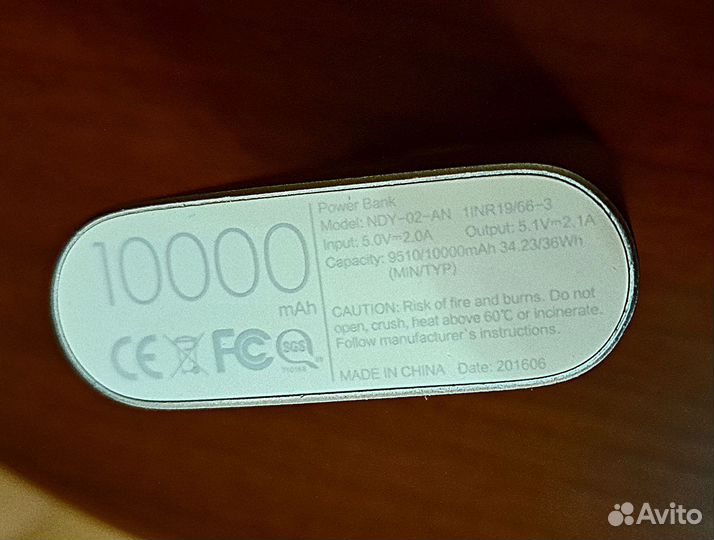 10000
mAh
CE FC SGS
Power Bank
Model: NDY-02-AN 1INR19/66-3
Input: 5.0V⎓2.0A Output: 5.1V⎓2.1A
Capacity: 9510/10000mAh 34.23/36Wh
(MIN/TYP)
CAUTION: Risk of fire and burns. Do not
open, crush, heat above 60℃ or incinerate.
Follow manufacturer`s instructions.
MADE IN CHINA Date: 201606
Avito